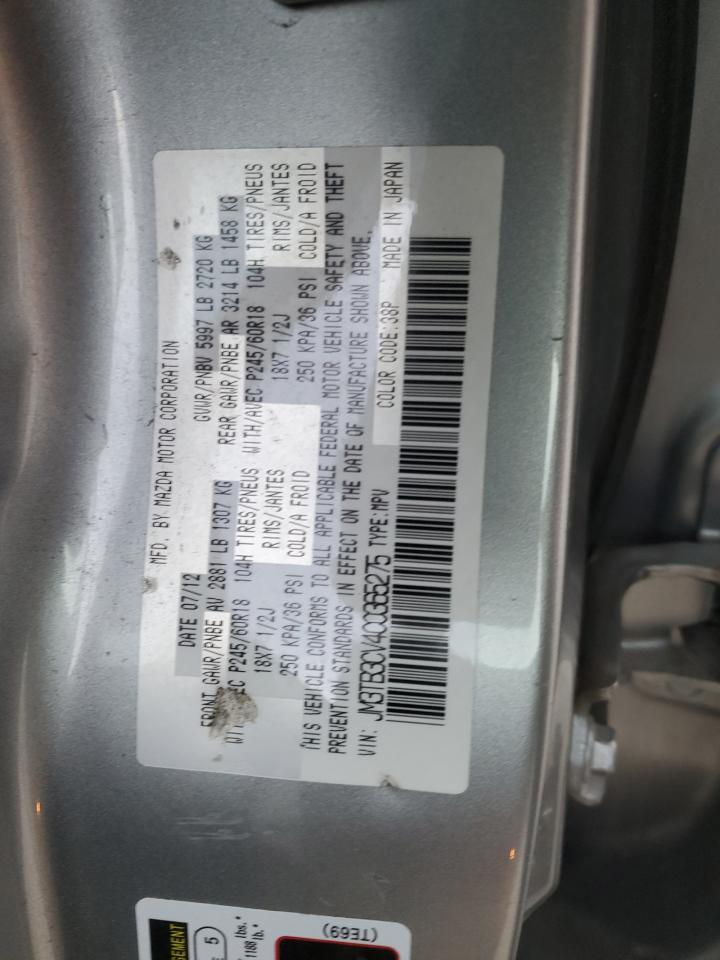 MFD. BY MAZDA MOTOR CORPORATION
DATE 07/12 GVWR/PNBV 5997 LB 2720 KG
FRONT GAWR/PNBE AV 2881 LB 1307 KG REAR GAWR/PNBE AR 3214 LB 1458 KG
P245/60R18 104H TIRES/PNEUS WITH/AVEC P245/60R18 104H TIRES/PNEUS
18X7 1/2J RIMS/JANTES 18X7 1/2J RIMS/JANTES
250 KPA/36 PSI COLD/A FROID 250 KPA/36 PSI COLD/A FROID
THIS VEHICLE CONFORMS TO ALL APPLICABLE FEDERAL MOTOR VEHICLE SAFETY AND THEFT
PREVENTION STANDARDS IN EFFECT ON THE DATE OF MANUFACTURE SHOWN ABOVE.
VIN: JM3TB3CV4C0365275 TYPE:MPV COLOR CODE:38P MADE IN JAPAN
5
lbs.*
1188 lb.*
(TE69)